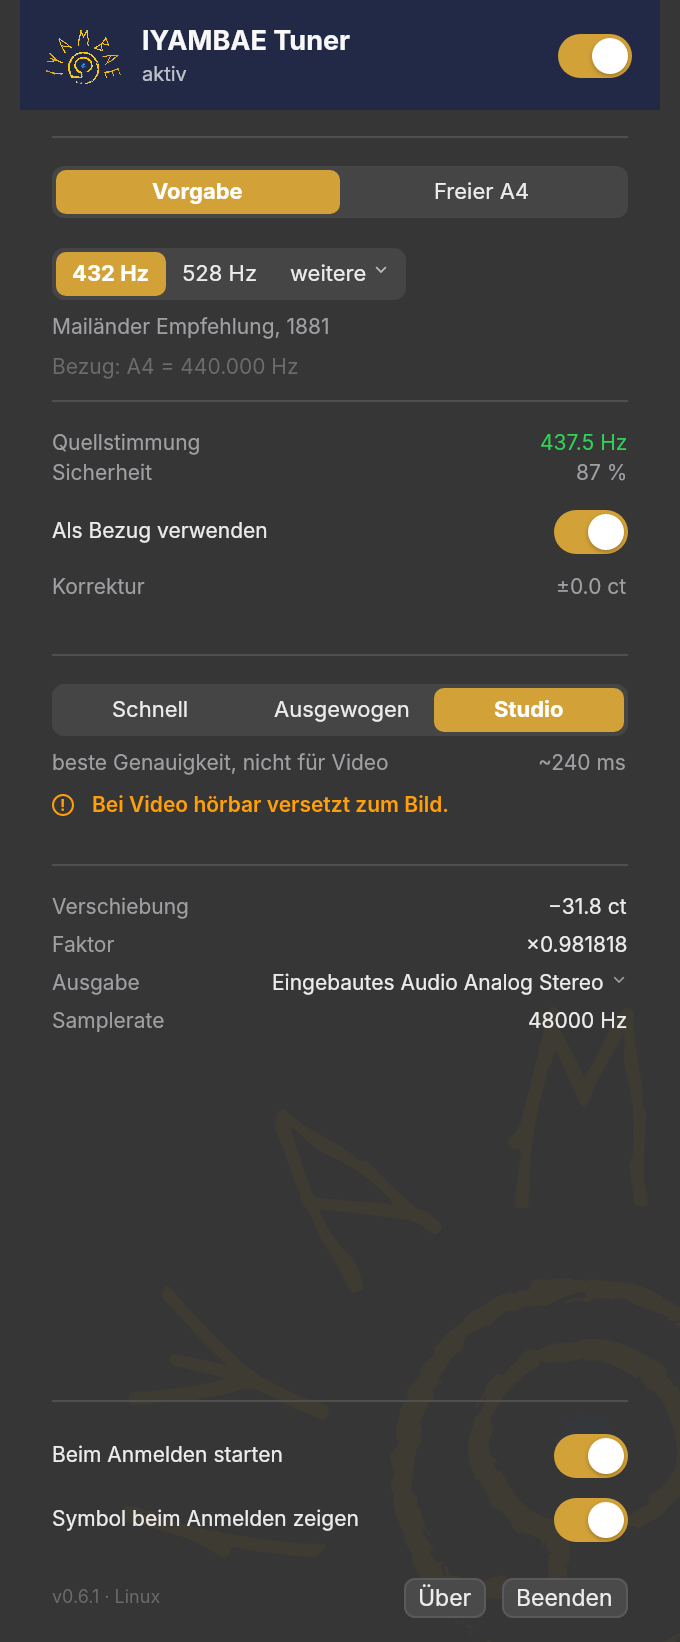 IYAMBAE Tuner
aktiv
Vorgabe Freier A4
432 Hz 528 Hz weitere
Mailänder Empfehlung, 1881
Bezug: A4 = 440.000 Hz
Quellstimmung 437.5 Hz
Sicherheit 87 %
Als Bezug verwenden
Korrektur ±0.0 ct
Schnell Ausgewogen Studio
beste Genauigkeit, nicht für Video ~240 ms
Bei Video hörbar versetzt zum Bild.
Verschiebung −31.8 ct
Faktor ×0.981818
Ausgabe Eingebautes Audio Analog Stereo
Samplerate 48000 Hz
Beim Anmelden starten
Symbol beim Anmelden zeigen
v0.6.1 · Linux Über Beenden